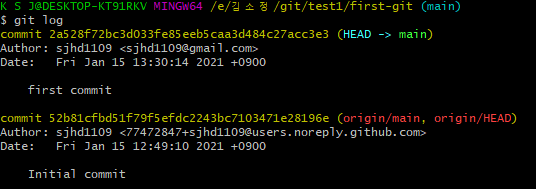 K S J@DESKTOP-KT91RKV MINGW64 /e/김 소 정 /git/test1/first-git (main)
$ git log
commit 2a528f72bc3d033fe85eeb5caa3d484c27acc3e3 (HEAD -> main)
Author: sjhd1109 <sjhd1109@gmail.com>
Date:   Fri Jan 15 13:30:14 2021 +0900
    first commit
commit 52b81cfbd51f79f5efdc2243bc7103471e28196e (origin/main, origin/HEAD)
Author: sjhd1109 <77472847+sjhd1109@users.noreply.github.com>
Date:   Fri Jan 15 12:49:10 2021 +0900
    Initial commit